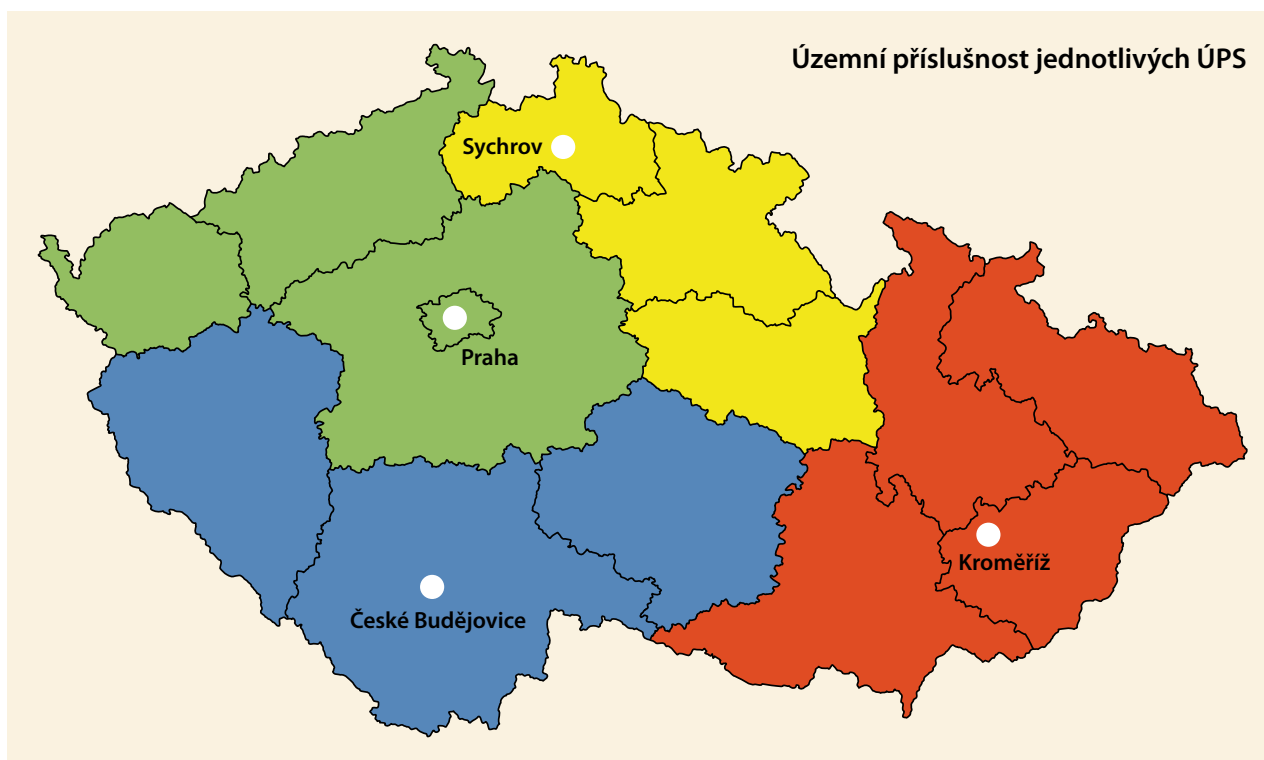 Územní příslušnost jednotlivých ÚPS
Sychrov
Praha
Kroměříž
České Budějovice